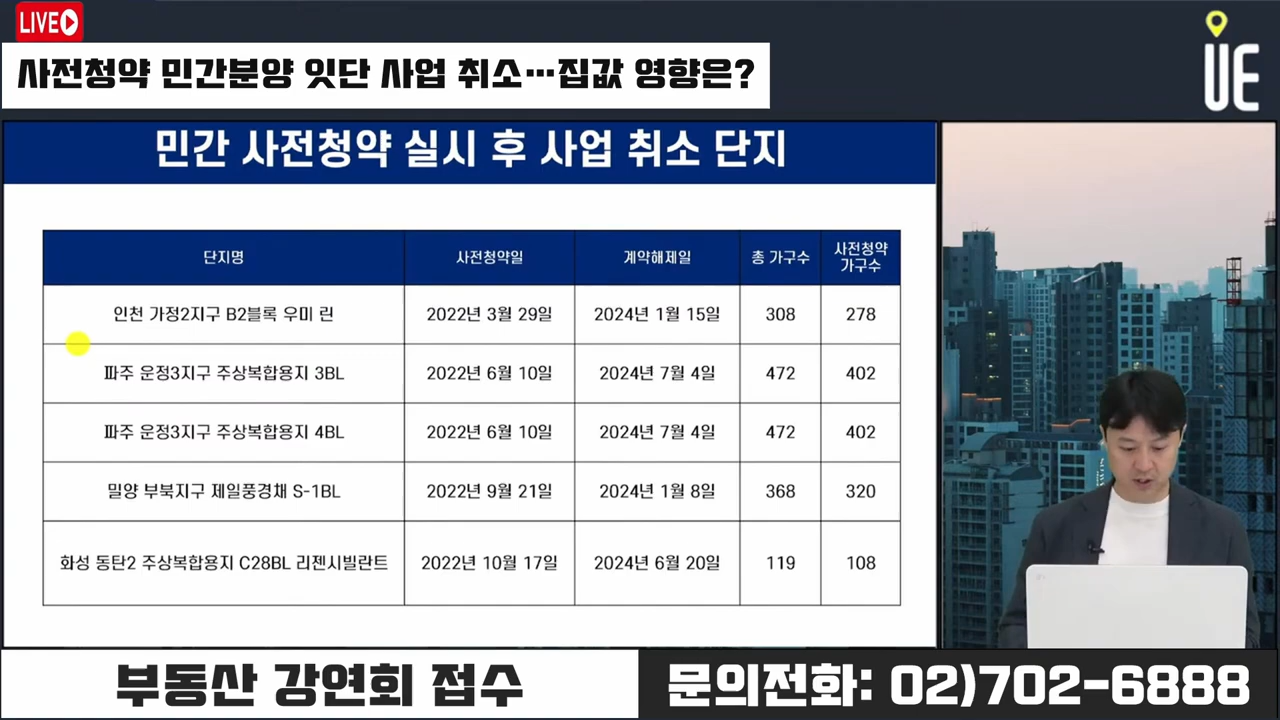 LIVE
사전청약 민간분양 잇단 사업 취소…집값 영향은?
UE
민간 사전청약 실시 후 사업 취소 단지
단지명 사전청약일 계약해제일 총 가구수 사전청약 가구수
인천 가정2지구 B2블록 우미 린 2022년 3월 29일 2024년 1월 15일 308 278
파주 운정3지구 주상복합용지 3BL 2022년 6월 10일 2024년 7월 4일 472 402
파주 운정3지구 주상복합용지 4BL 2022년 6월 10일 2024년 7월 4일 472 402
밀양 부북지구 제일풍경채 S-1BL 2022년 9월 21일 2024년 1월 8일 368 320
화성 동탄2 주상복합용지 C28BL 리젠시빌란트 2022년 10월 17일 2024년 6월 20일 119 108
부동산 강연회 접수
문의전화: 02)702-6888